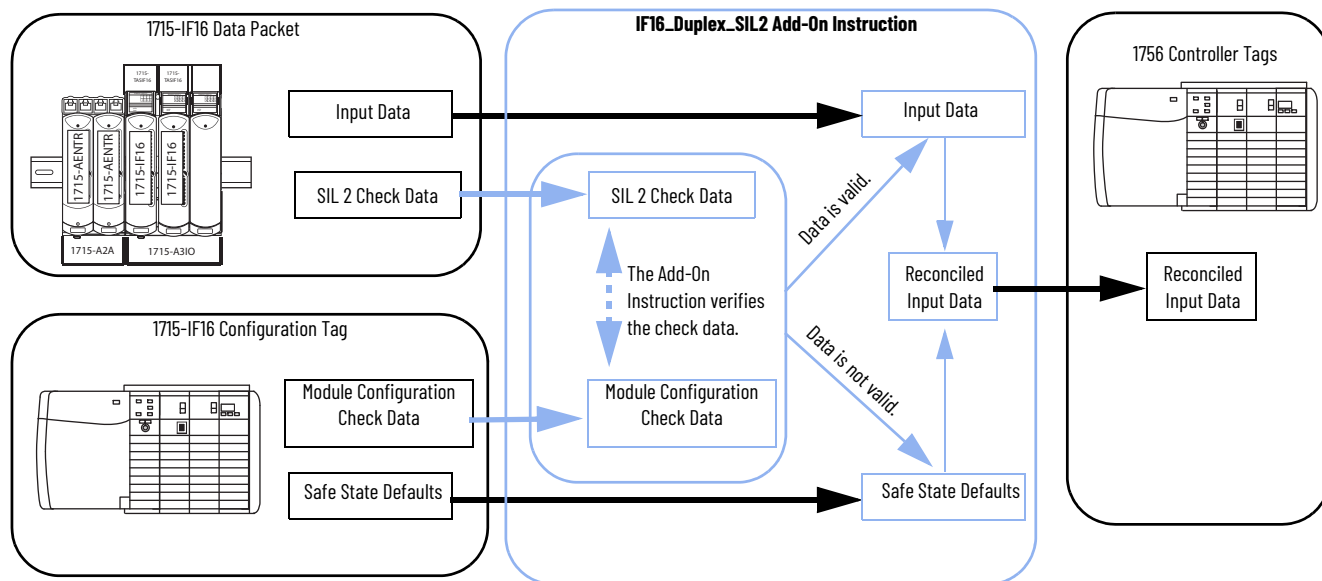 1715-IF16 Data Packet
1715-
TASIF16
1715-
TASIF16
1715-AENTR
1715-AENTR
1715-IF16
1715-IF16
1715-A2A
1715-A3IO
Input Data
SIL 2 Check Data
1715-IF16 Configuration Tag
Module Configuration
Check Data
Safe State Defaults
IF16_Duplex_SIL2 Add-On Instruction
Input Data
SIL 2 Check Data
The Add-On
Instruction verifies
the check data.
Module Configuration
Check Data
Data is valid.
Data is not valid.
Reconciled
Input Data
Safe State Defaults
1756 Controller Tags
Reconciled
Input Data